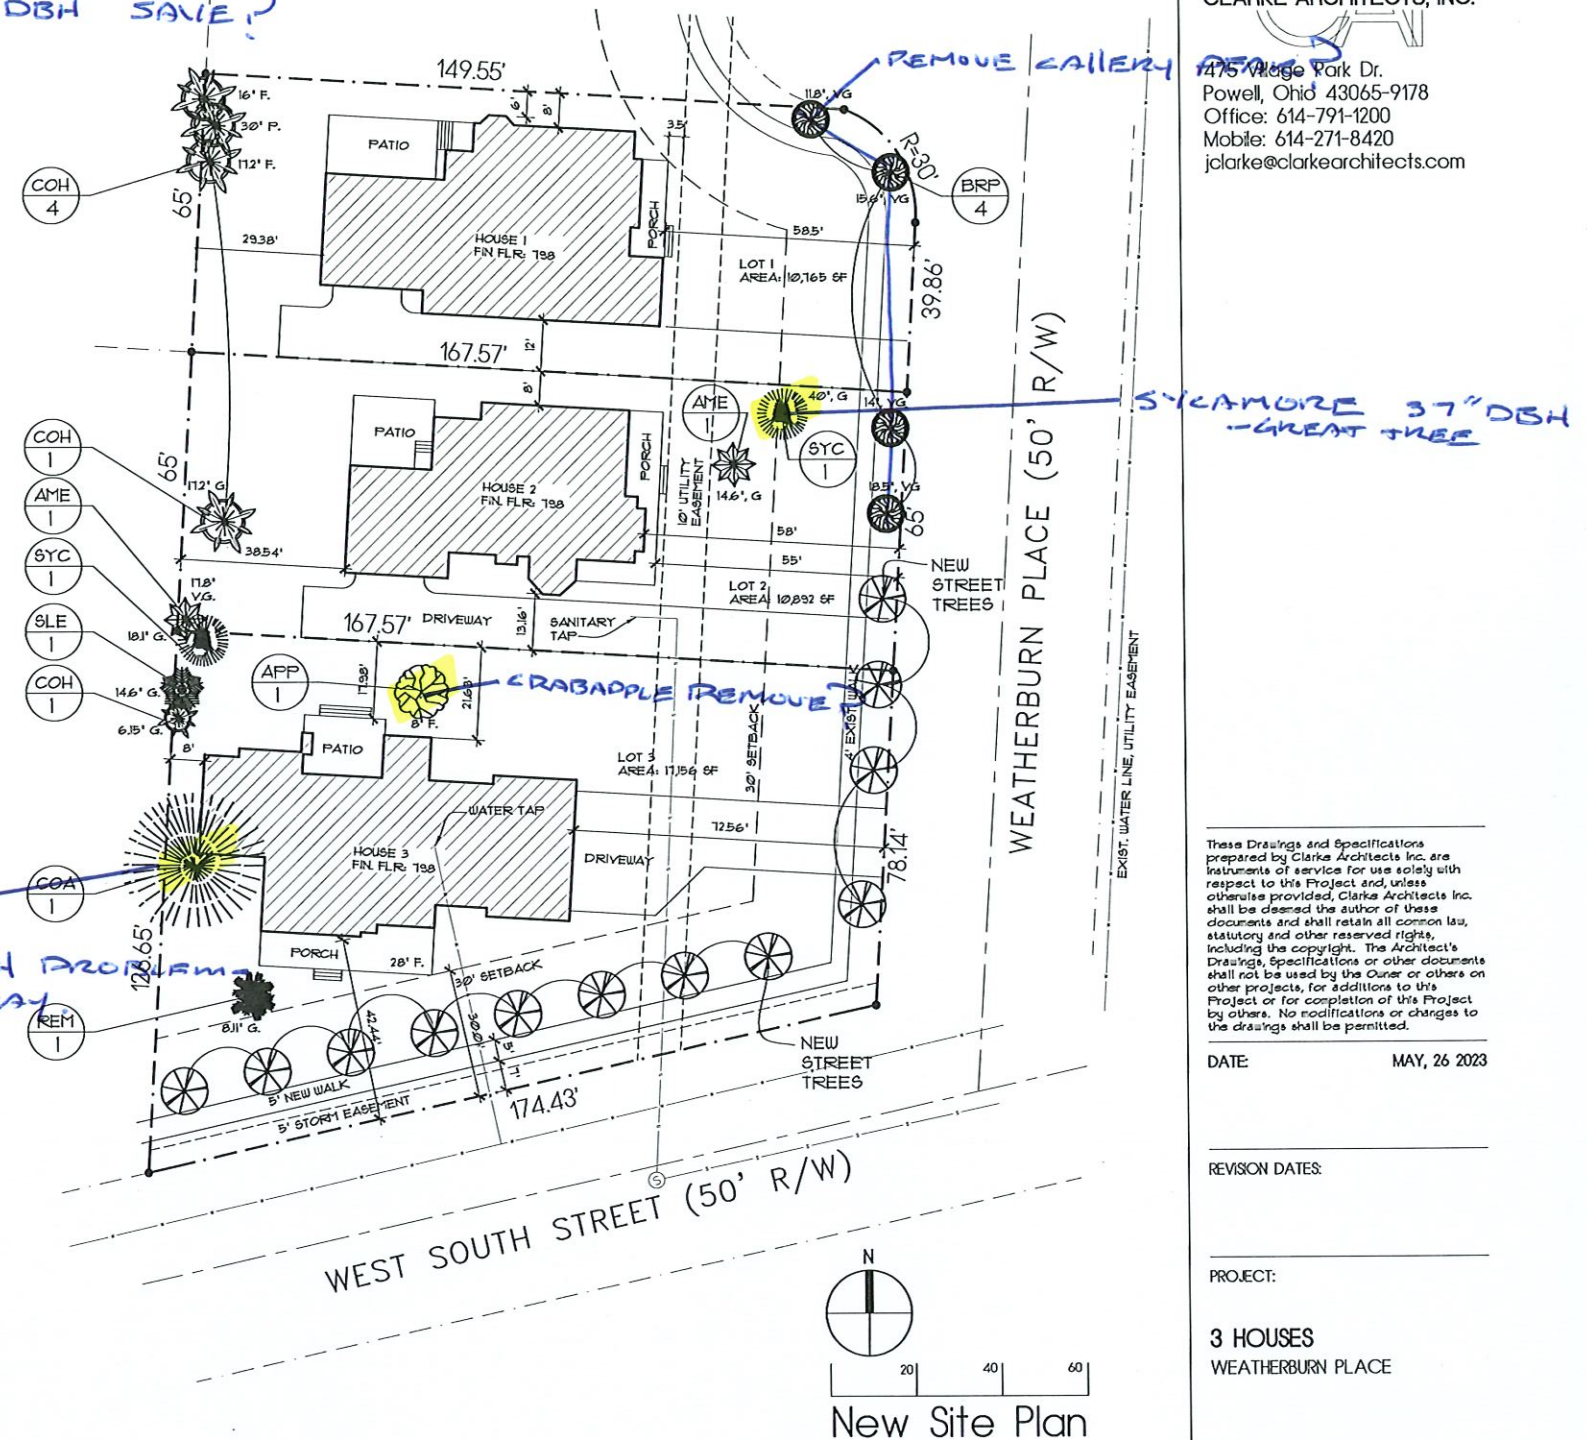 DBH SAVE?
CLARKE ARCHITECTS, INC.
REMOVE CALLERY PEAR?
475 Village Park Dr.
Powell, Ohio 43065-9178
Office: 614-791-1200
Mobile: 614-271-8420
jclarke@clarkearchitects.com
149.55'
16" F.
30" P.
17.2" F.
COH
4
65'
PATIO
6'
8'
3.5
11.8", VG
R=30'
15.6", VG
BRP
4
HOUSE 1
FIN FLR: 798
PORCH
29.38'
58.5'
LOT 1
AREA: 10,765 SF
39.86'
167.57'
12'
8'
AME
1
40", G
14", VG
SYCAMORE 37" DBH
-GREAT TREE
SYC
1
COH
1
65'
PATIO
PORCH
14.6", G
18.5", VG
17.2" G
HOUSE 2
FIN. FLR: 798
10' UTILITY
EASEMENT
AME
1
58'
65'
38.54'
55'
SYC
1
NEW
STREET
TREES
17.8"
V.G.
LOT 2
AREA 10,892 SF
SLE
1
18.1" G.
167.57'
DRIVEWAY
13.16'
SANITARY
TAP
COH
1
14.6" G.
APP
1
17.98'
CRABAPPLE REMOVE?
21.63'
8" F.
4' EXIST. WALK
6.15" G.
8'
PATIO
LOT 3
AREA: 17,156 SF
30' SETBACK
WEATHERBURN PLACE (50' R/W)
EXIST. WATER LINE, UTILITY EASEMENT
WATER TAP
72.56'
HOUSE 3
FIN. FLR: 798
DRIVEWAY
78.14'
COA
1
126.65'
PORCH
28" F.
30' SETBACK
REM
1
8.11" G.
42.44'
30.0'
5'
7'
NEW
STREET
TREES
5' NEW WALK
5' STORM EASEMENT
174.43'
S
WEST SOUTH STREET (50' R/W)
N
20 40 60
New Site Plan
These Drawings and Specifications
prepared by Clarke Architects Inc. are
instruments of service for use solely with
respect to this Project and, unless
otherwise provided, Clarke Architects Inc.
shall be deemed the author of these
documents and shall retain all common law,
statutory and other reserved rights,
including the copyright. The Architect's
Drawings, Specifications or other documents
shall not be used by the Owner or others on
other projects, for additions to this
Project or for completion of this Project
by others. No modifications or changes to
the drawings shall be permitted.
DATE: MAY, 26 2023
REVISION DATES:
PROJECT:
3 HOUSES
WEATHERBURN PLACE